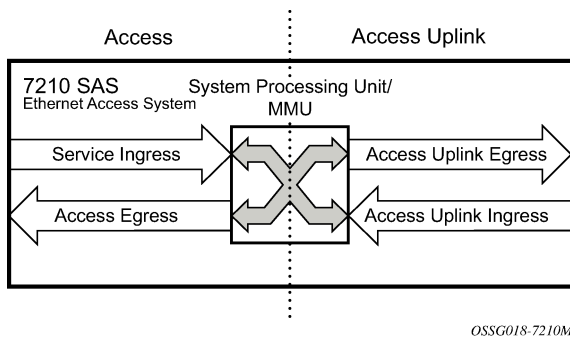 Access
Access Uplink
7210 SAS
Ethernet Access System
System Processing Unit/
MMU
Service Ingress
Access Uplink Egress
Access Egress
Access Uplink Ingress
OSSG018-7210M